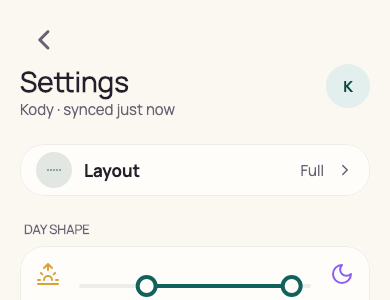 Settings
K
Kody · synced just now
Layout
Full
DAY SHAPE